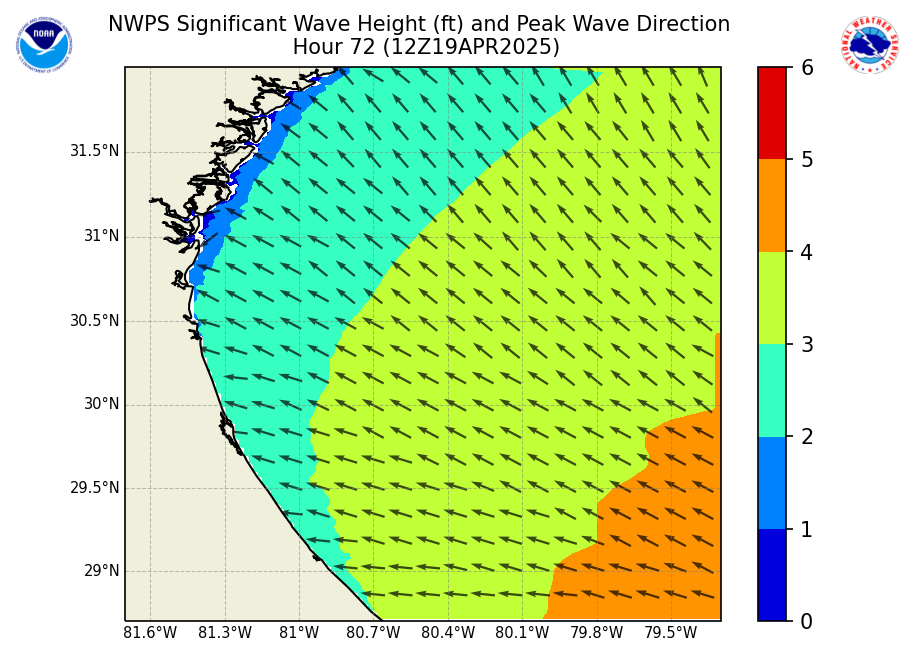 NWPS Significant Wave Height (ft) and Peak Wave Direction
Hour 72 (12Z19APR2025)
NOAA
NATIONAL WEATHER SERVICE
31.5°N
31°N
30.5°N
30°N
29.5°N
29°N
81.6°W 81.3°W 81°W 80.7°W 80.4°W 80.1°W 79.8°W 79.5°W
6
5
4
3
2
1
0